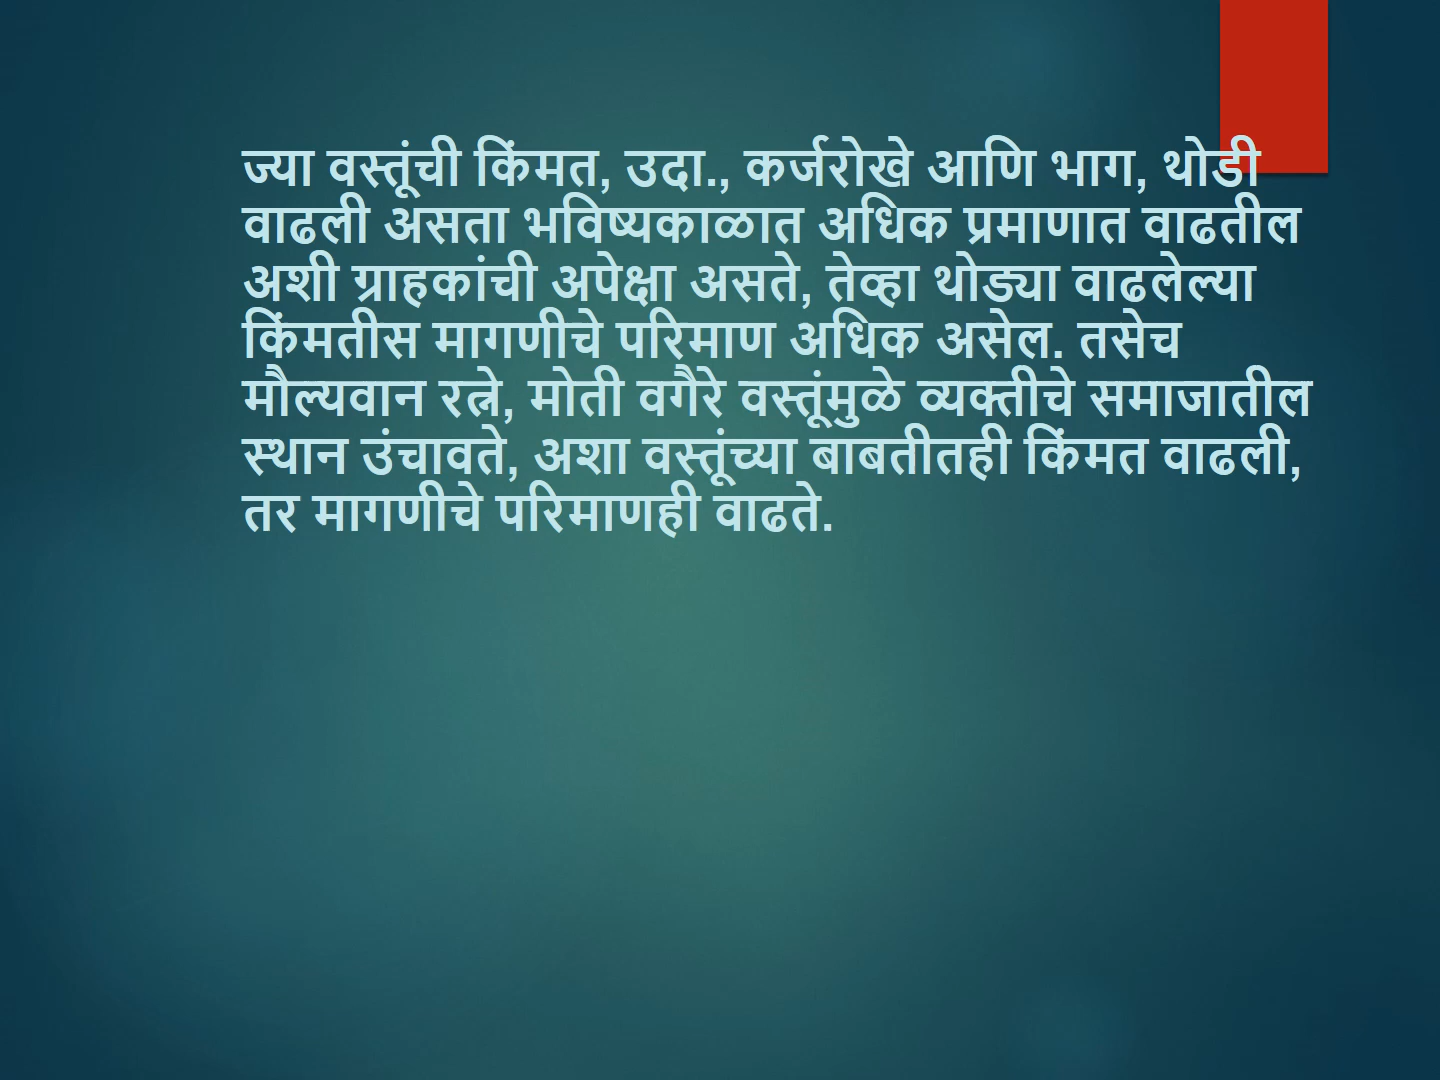 ज्या वस्तूंची किंमत, उदा., कर्जरोखे आणि भाग, थोडी
वाढली असता भविष्यकाळात अधिक प्रमाणात वाढतील
अशी ग्राहकांची अपेक्षा असते, तेव्हा थोड्या वाढलेल्या
किंमतीस मागणीचे परिमाण अधिक असेल. तसेच
मौल्यवान रत्ने, मोती वगैरे वस्तूंमुळे व्यक्तीचे समाजातील
स्थान उंचावते, अशा वस्तूंच्या बाबतीतही किंमत वाढली,
तर मागणीचे परिमाणही वाढते.